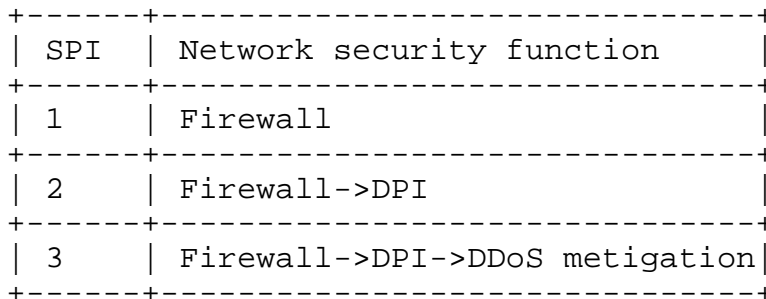 +------+-------------------------------+
| SPI | Network security function |
+------+-------------------------------+
| 1 | Firewall |
+------+-------------------------------+
| 2 | Firewall->DPI |
+------+-------------------------------+
| 3 | Firewall->DPI->DDoS metigation|
+------+-------------------------------+